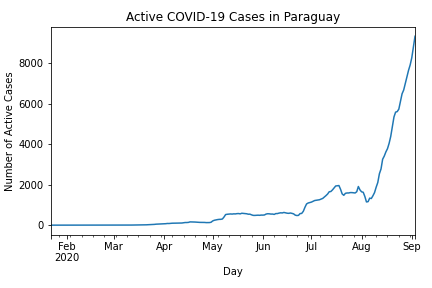 Active COVID-19 Cases in Paraguay
Number of Active Cases
8000
6000
4000
2000
0
Feb Mar Apr May Jun Jul Aug Sep
2020
Day